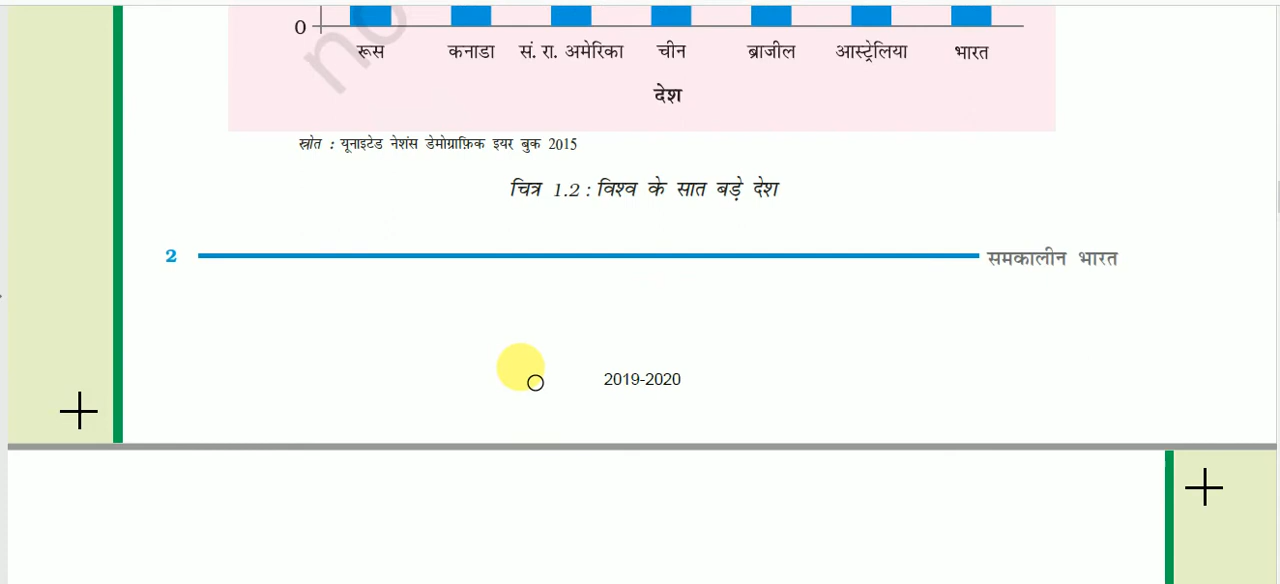 0
रूस कनाडा सं. रा. अमेरिका चीन ब्राजील आस्ट्रेलिया भारत
देश
स्रोत : यूनाइटेड नेशंस डेमोग्राफ़िक इयर बुक 2015
चित्र 1.2 : विश्व के सात बड़े देश
2 समकालीन भारत
2019-2020